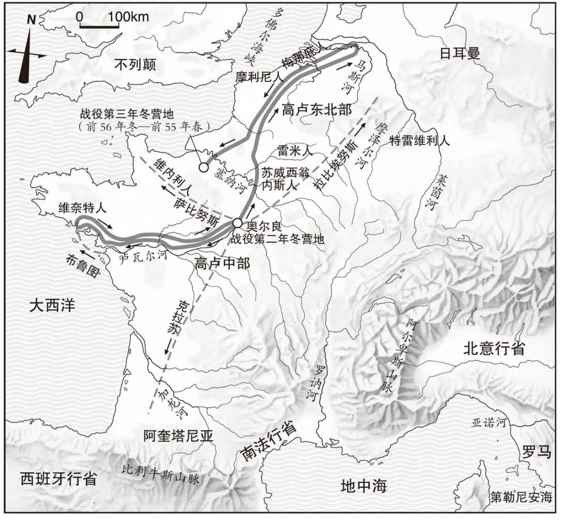 N
0 100km
多佛尔海峡
不列颠
日耳曼
梅那庇人
摩利尼人
马斯河
战役第三年冬营地
(前56年冬—前55年春)
高卢东北部
特雷维利人
摩泽尔河
雷米人
拉比埃努斯
维内利人
塞纳河
苏威西翁
内斯人
莱茵河
萨比努斯
维奈特人
奥尔良
战役第二年冬营地
卢瓦尔河
布鲁图
高卢中部
大西洋
克拉苏
阿尔卑斯山脉
北意行省
罗讷河
加龙河
阿奎塔尼亚
南法行省
亚诺河
罗马
西班牙行省
比利牛斯山脉
地中海
第勒尼安海